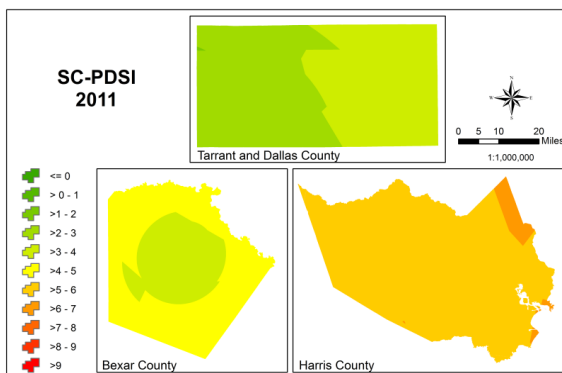 SC-PDSI
2011
Tarrant and Dallas County
N
W
E
S
0 5 10 20
Miles
1:1,000,000
<= 0
> 0 - 1
>1 - 2
>2 - 3
>3 - 4
>4 - 5
>5 - 6
>6 - 7
>7 - 8
>8 - 9
>9
Bexar County
Harris County